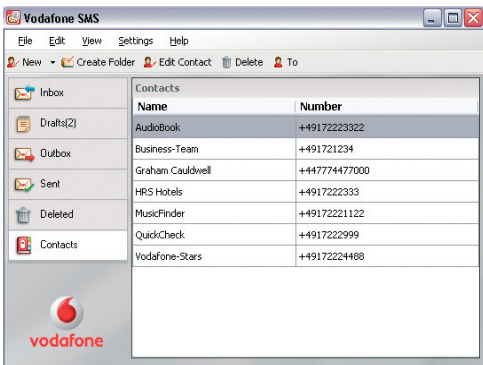 Vodafone SMS
File Edit View Settings Help
New Create Folder Edit Contact Delete To
Inbox
Drafts(2)
Outbox
Sent
Deleted
Contacts
vodafone
Contacts
Name Number
AudioBook +49172223322
Business-Team +491721234
Graham Cauldwell +447774477000
HRS Hotels +4917222333
MusicFinder +49172221122
QuickCheck +4917222999
Vodafone-Stars +49172224488